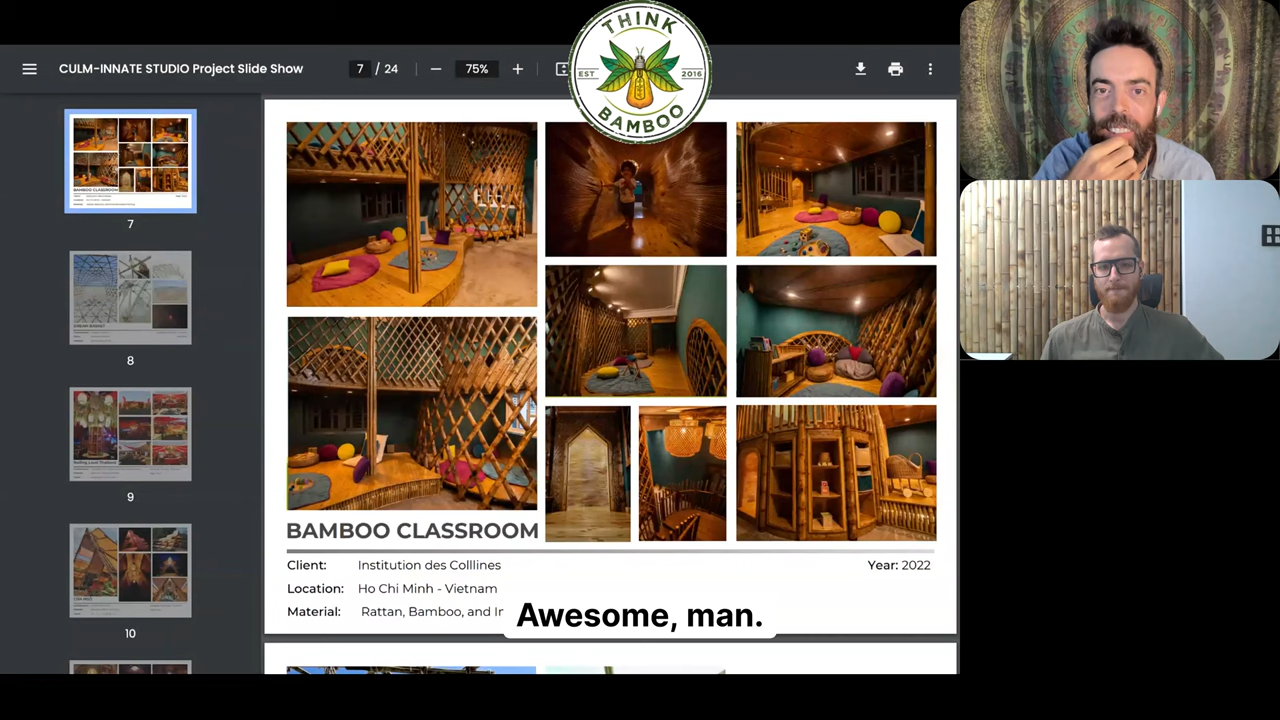 THINK
EST 2016
BAMBOO
CULM-INNATE STUDIO Project Slide Show
7 / 24
75%
7
8
9
10
BAMBOO CLASSROOM
Client: Institution des Colllines
Year: 2022
Location: Ho Chi Minh - Vietnam
Material: Rattan, Bamboo, and
Awesome, man.